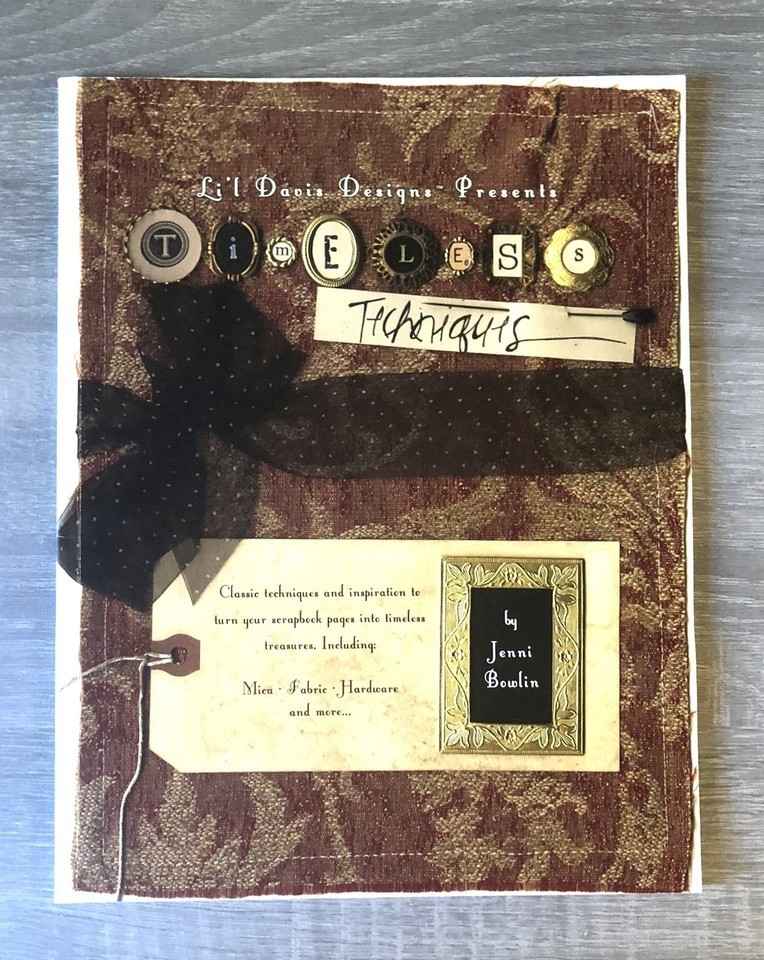 Li'l Davis Designs™ Presents
TimELESS
Techniques
Classic techniques and inspiration to
turn your scrapbook pages into timeless
treasures. Including:
Mica · Fabric · Hardware
and more...
by
Jenni
Bowlin